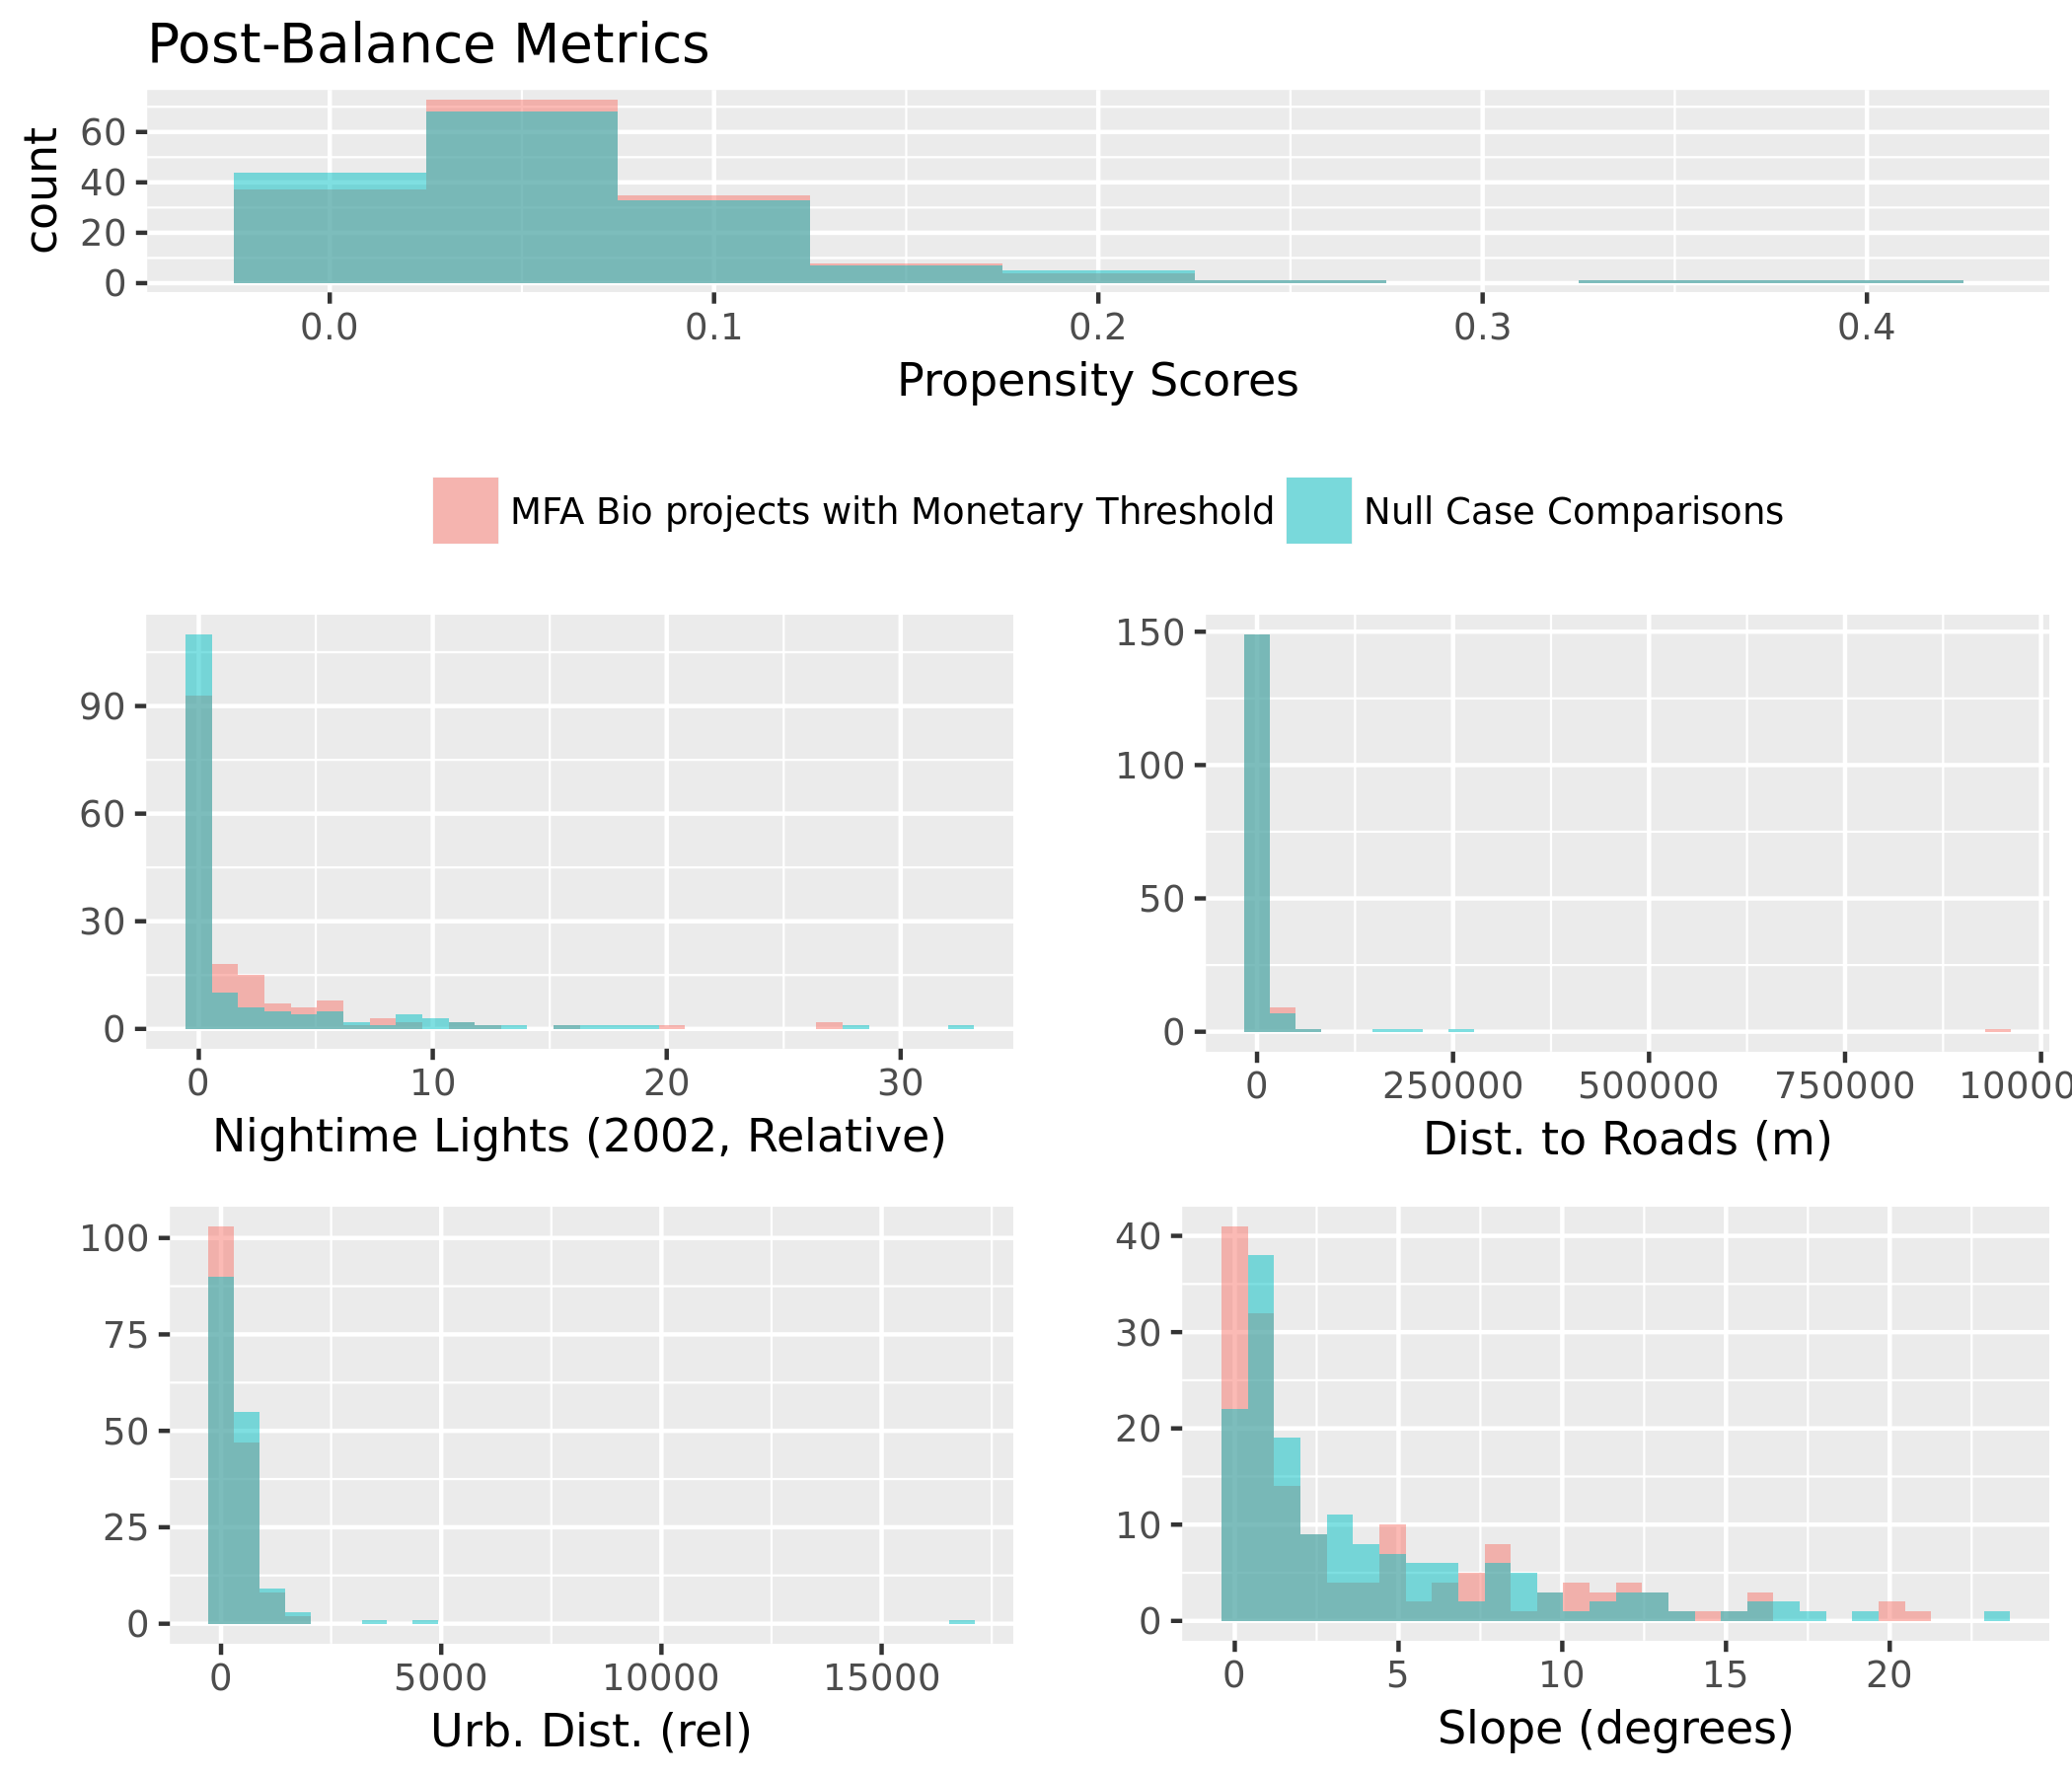 Post-Balance Metrics
count
60
40
20
0
0.0 0.1 0.2 0.3 0.4
Propensity Scores
MFA Bio projects with Monetary Threshold Null Case Comparisons
90
60
30
0
0 10 20 30
Nightime Lights (2002, Relative)
150
100
50
0
0 250000 500000 750000 10000
Dist. to Roads (m)
100
75
50
25
0
0 5000 10000 15000
Urb. Dist. (rel)
40
30
20
10
0
0 5 10 15 20
Slope (degrees)